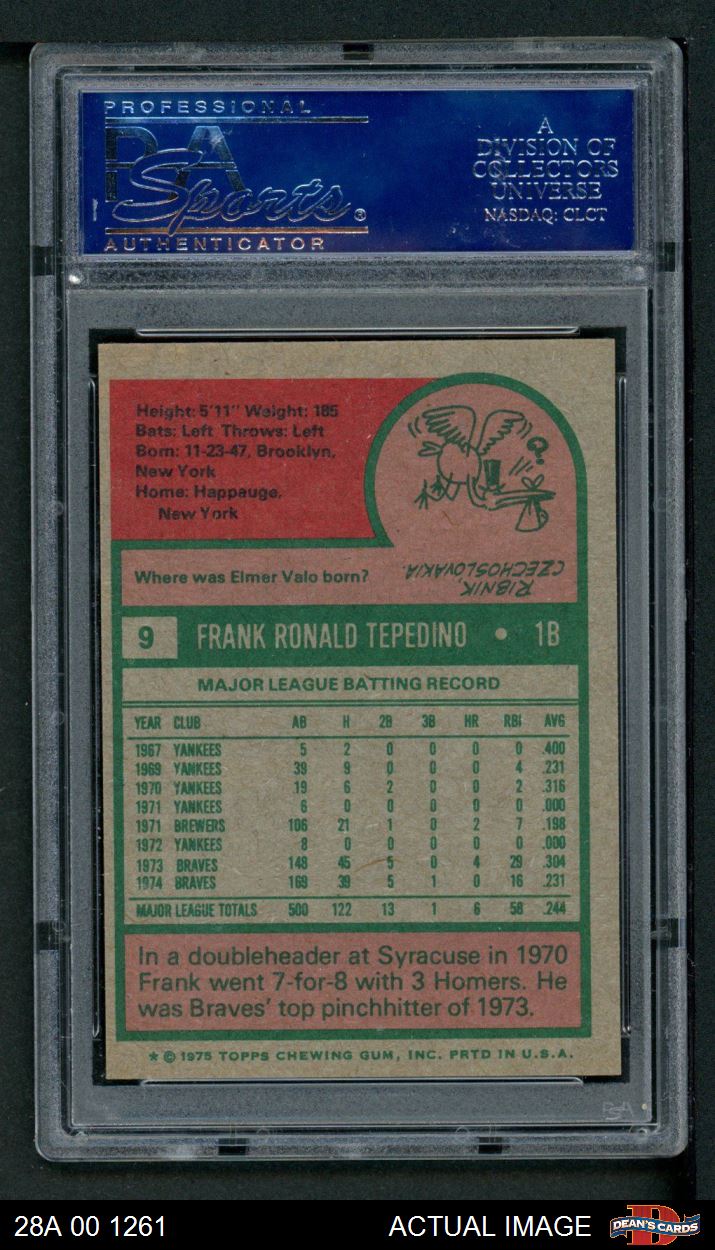 PROFESSIONAL
PSA
Sports®
AUTHENTICATOR
A
DIVISION OF
COLLECTORS
UNIVERSE
NASDAQ: CLCT
Height: 5'11" Weight: 185
Bats: Left Throws: Left
Born: 11-23-47, Brooklyn,
New York
Home: Happauge,
New York
Where was Elmer Valo born?
RIBNIK,
CZECHOSLOVAKIA.
9 FRANK RONALD TEPEDINO • 1B
MAJOR LEAGUE BATTING RECORD
YEAR CLUB AB H 2B 3B HR RBI AVG
1967 YANKEES 5 2 0 0 0 0 .400
1969 YANKEES 39 9 0 0 0 4 .231
1970 YANKEES 19 6 2 0 0 2 .316
1971 YANKEES 6 0 0 0 0 0 .000
1971 BREWERS 106 21 1 0 2 7 .198
1972 YANKEES 8 0 0 0 0 0 .000
1973 BRAVES 148 45 5 0 4 29 .304
1974 BRAVES 169 39 5 1 0 16 .231
MAJOR LEAGUE TOTALS 500 122 13 1 6 58 .244
In a doubleheader at Syracuse in 1970
Frank went 7-for-8 with 3 Homers. He
was Braves' top pinchhitter of 1973.
* © 1975 TOPPS CHEWING GUM, INC. PRTD IN U.S.A.
PSA
28A 00 1261 ACTUAL IMAGE
DEAN'S CARDS